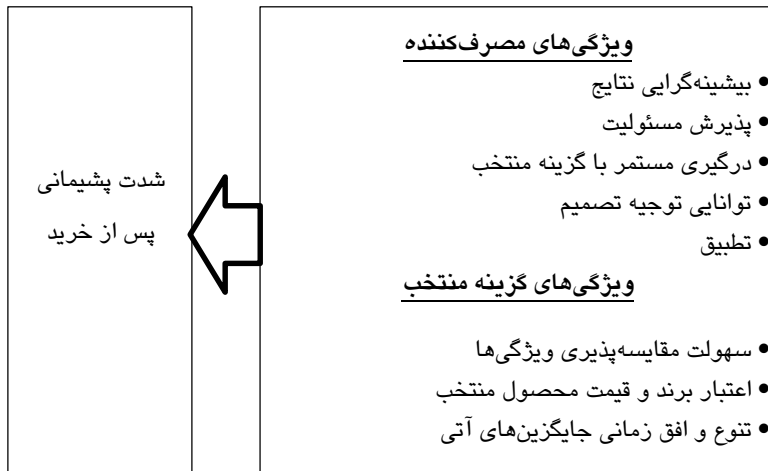 ویژگی‌های مصرف‌کننده
• بیشینه‌گرایی نتایج
• پذیرش مسئولیت
• درگیری مستمر با گزینه منتخب
• توانایی توجیه تصمیم
• تطبیق
ویژگی‌های گزینه منتخب
• سهولت مقایسه‌پذیری ویژگی‌ها
• اعتبار برند و قیمت محصول منتخب
• تنوع و افق زمانی جایگزین‌های آتی
شدت پشیمانی
پس از خرید